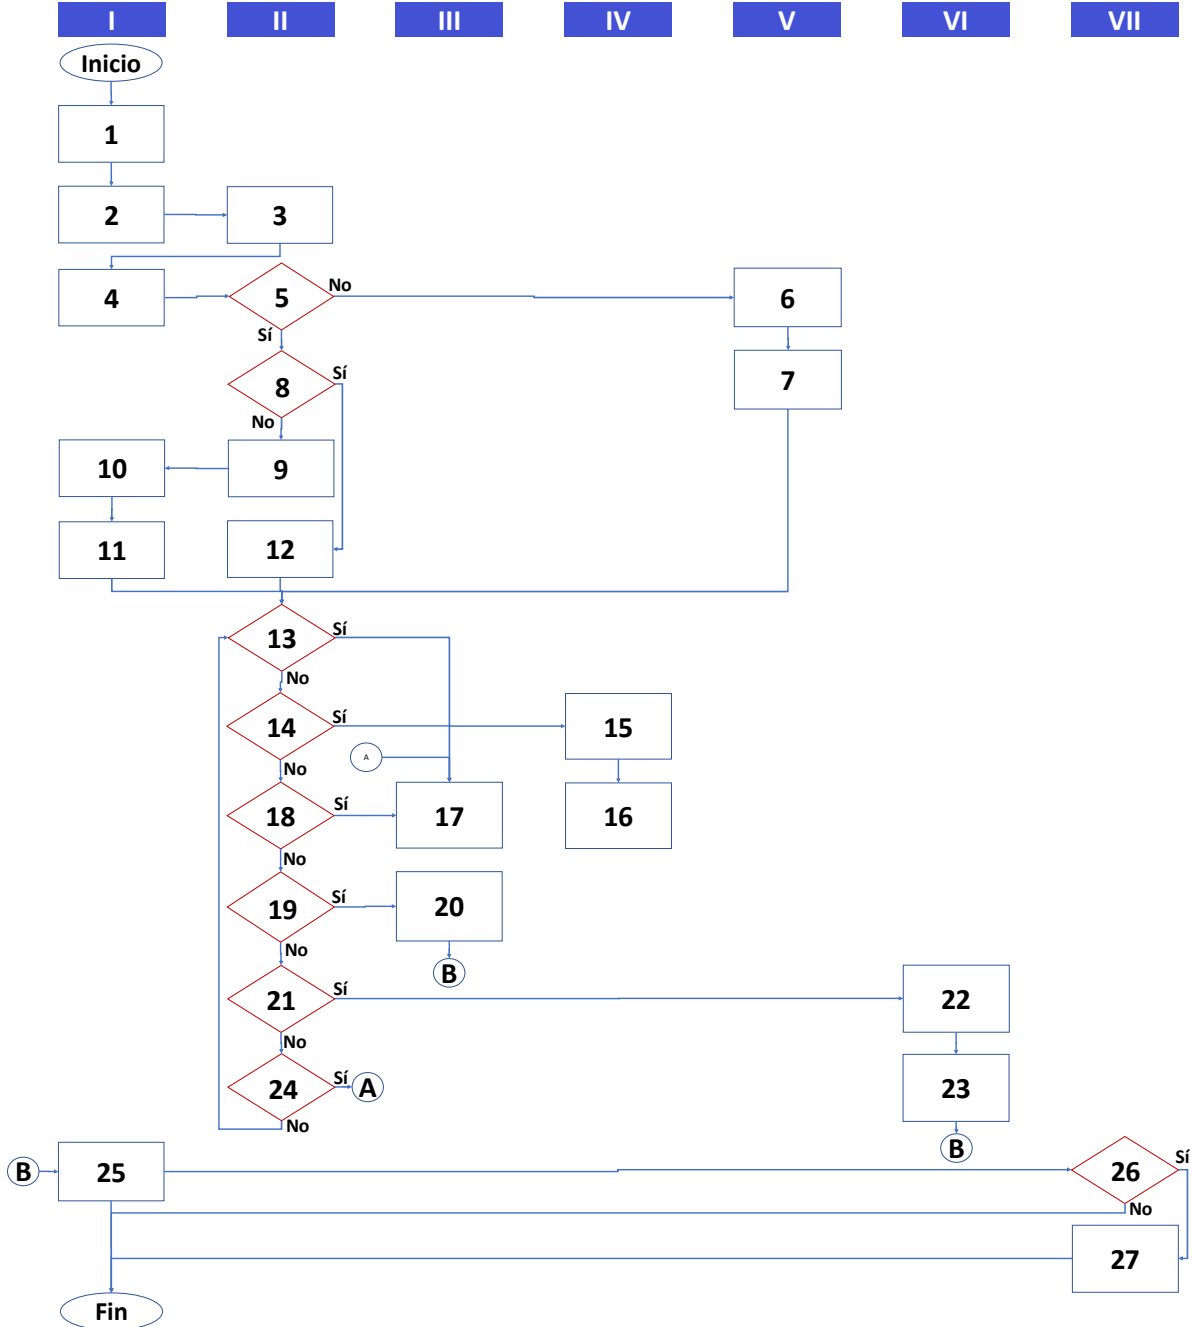 I II III IV V VI VII
Inicio
1
2 3
4 5 No 6
Sí
8 Sí 7
No
10 9
11 12
13 Sí
No
14 Sí 15
A
No
18 Sí 17 16
No
19 Sí 20
No
B
21 Sí 22
No
24 Sí A 23
No
B
B 25 26 Sí
No
27
Fin